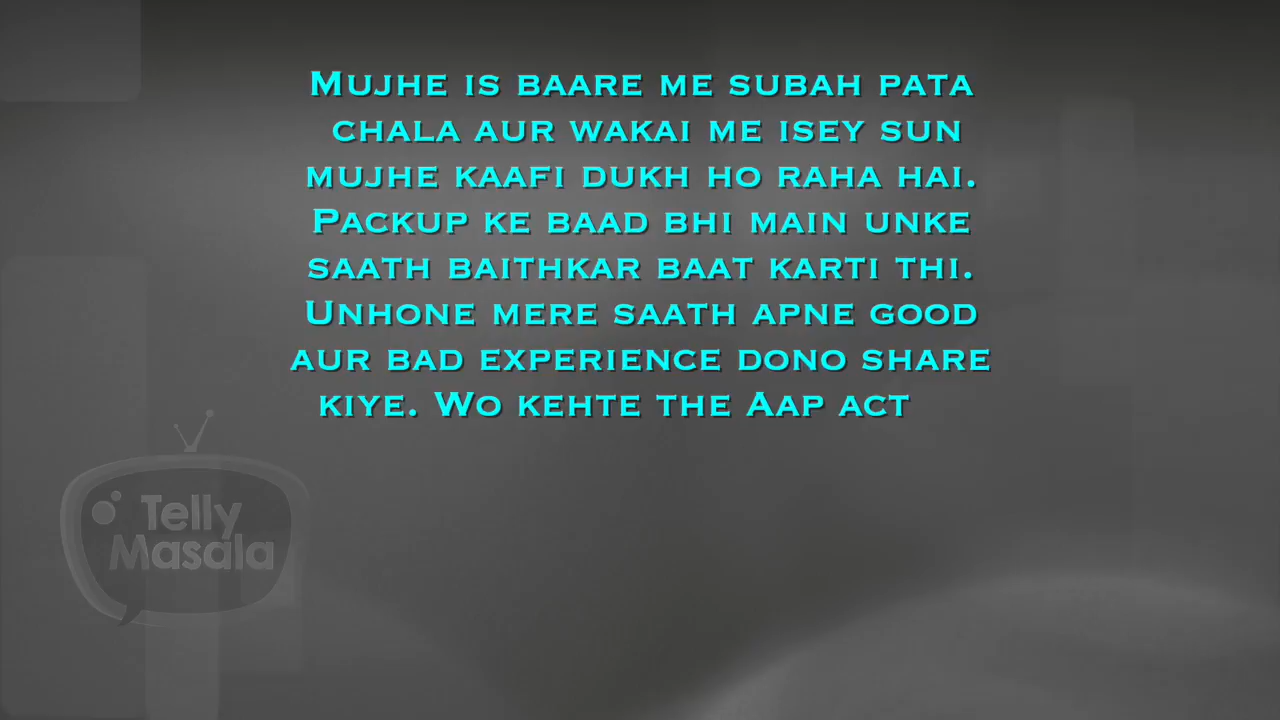 Mujhe is baare me subah pata
chala aur wakai me isey sun
mujhe kaafi dukh ho raha hai.
Packup ke baad bhi main unke
saath baithkar baat karti thi.
Unhone mere saath apne good
aur bad experience dono share
kiye. Wo kehte the Aap act
Telly
Masala